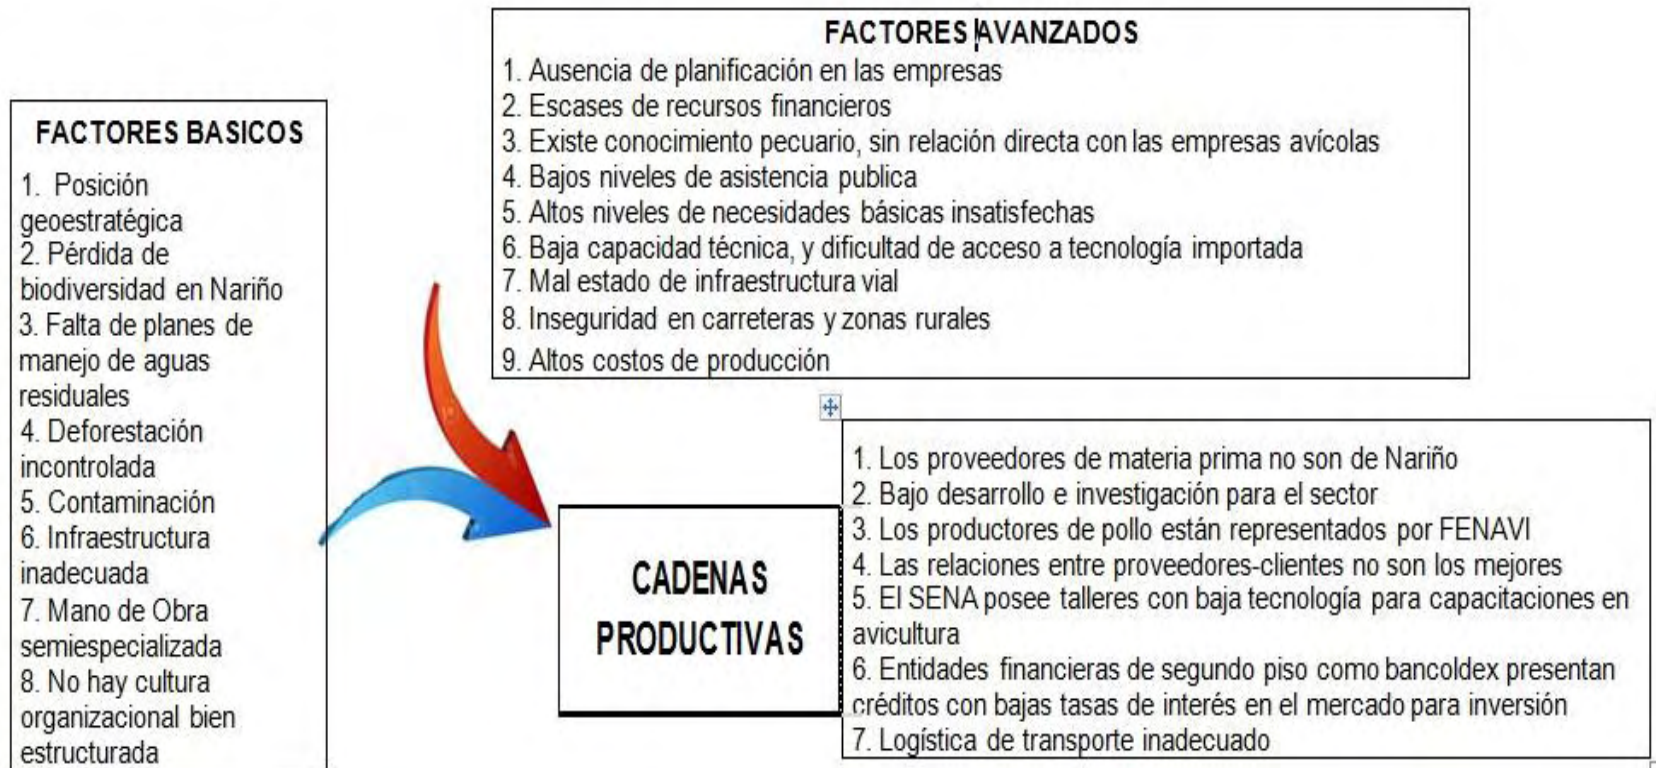 FACTORES AVANZADOS
1. Ausencia de planificación en las empresas
2. Escases de recursos financieros
3. Existe conocimiento pecuario, sin relación directa con las empresas avícolas
4. Bajos niveles de asistencia publica
5. Altos niveles de necesidades básicas insatisfechas
6. Baja capacidad técnica, y dificultad de acceso a tecnología importada
7. Mal estado de infraestructura vial
8. Inseguridad en carreteras y zonas rurales
9. Altos costos de producción
FACTORES BASICOS
1. Posición
geoestratégica
2. Pérdida de
biodiversidad en Nariño
3. Falta de planes de
manejo de aguas
residuales
4. Deforestación
incontrolada
5. Contaminación
6. Infraestructura
inadecuada
7. Mano de Obra
semiespecializada
8. No hay cultura
organizacional bien
estructurada
CADENAS
PRODUCTIVAS
1. Los proveedores de materia prima no son de Nariño
2. Bajo desarrollo e investigación para el sector
3. Los productores de pollo están representados por FENAVI
4. Las relaciones entre proveedores-clientes no son los mejores
5. El SENA posee talleres con baja tecnología para capacitaciones en
avicultura
6. Entidades financieras de segundo piso como bancoldex presentan
créditos con bajas tasas de interés en el mercado para inversión
7. Logística de transporte inadecuado